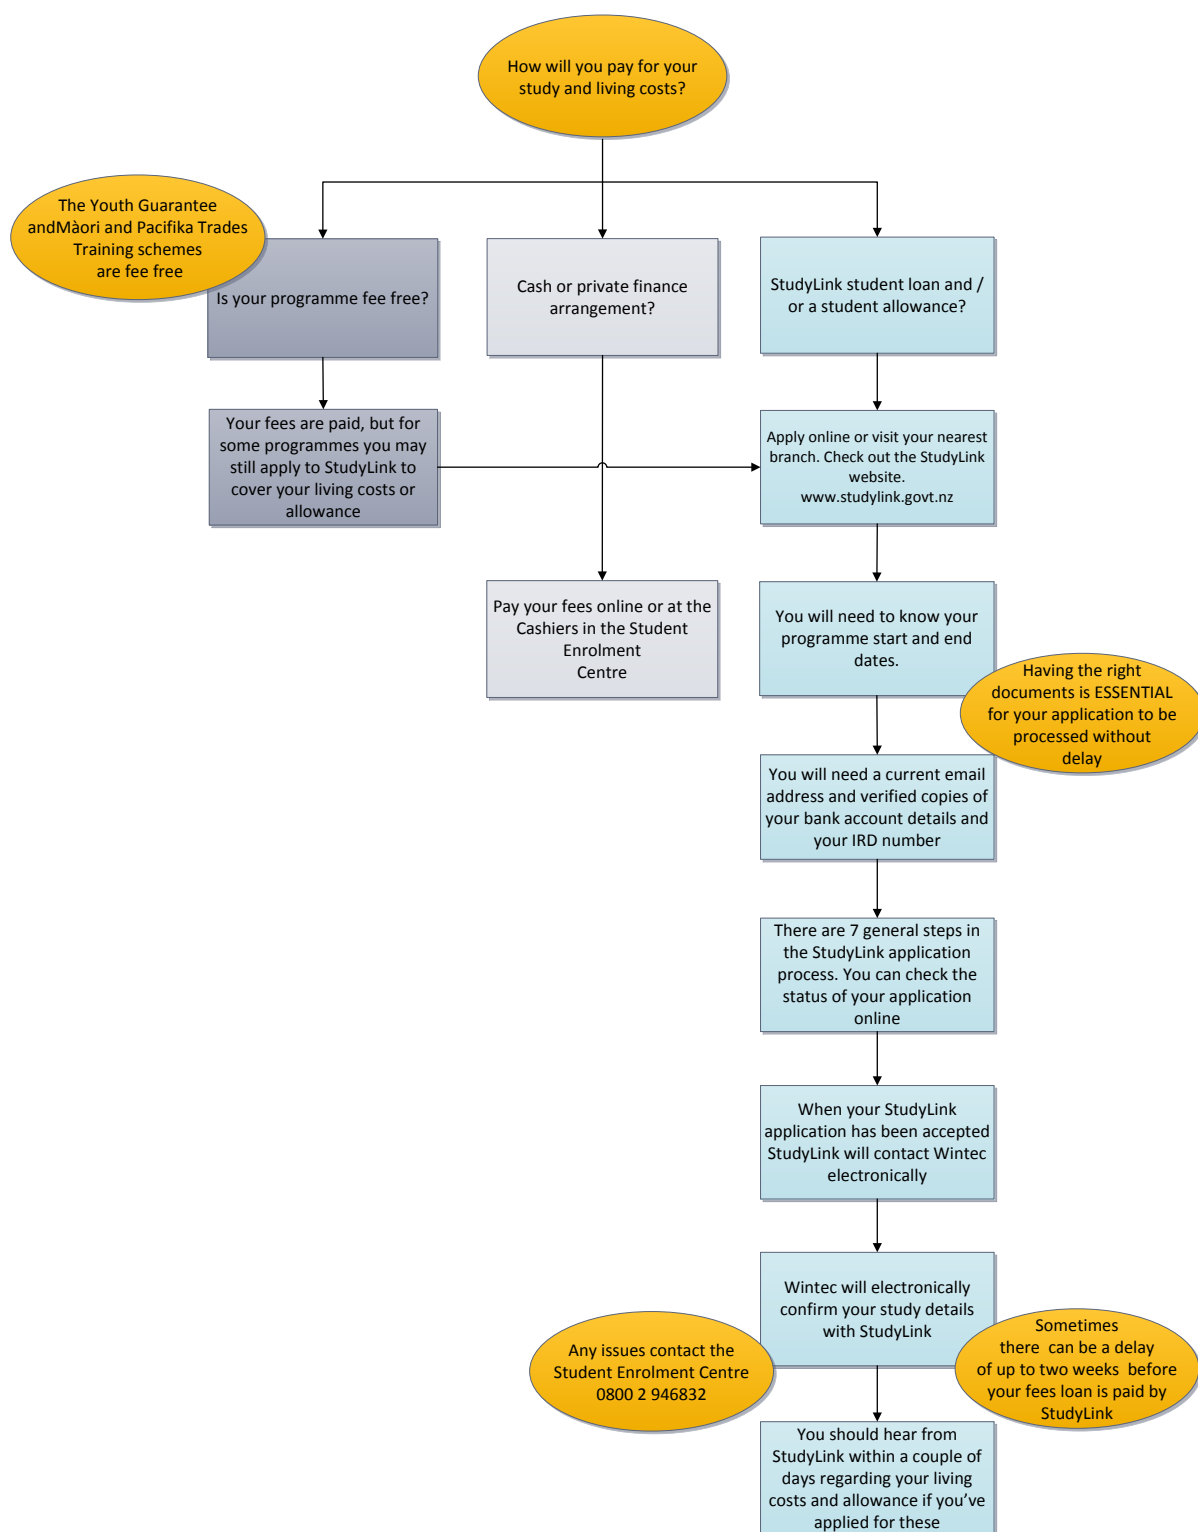 How will you pay for your
study and living costs?
The Youth Guarantee
andMàori and Pacifika Trades
Training schemes
are fee free
Is your programme fee free?
Cash or private finance
arrangement?
StudyLink student loan and /
or a student allowance?
Your fees are paid, but for
some programmes you may
still apply to StudyLink to
cover your living costs or
allowance
Apply online or visit your nearest
branch. Check out the StudyLink
website.
www.studylink.govt.nz
Pay your fees online or at the
Cashiers in the Student
Enrolment
Centre
You will need to know your
programme start and end
dates.
Having the right
documents is ESSENTIAL
for your application to be
processed without
delay
You will need a current email
address and verified copies of
your bank account details and
your IRD number
There are 7 general steps in
the StudyLink application
process. You can check the
status of your application
online
When your StudyLink
application has been accepted
StudyLink will contact Wintec
electronically
Wintec will electronically
confirm your study details
with StudyLink
Any issues contact the
Student Enrolment Centre
0800 2 946832
Sometimes
there  can be a delay
of up to two weeks  before
your fees loan is paid by
StudyLink
You should hear from
StudyLink within a couple of
days regarding your living
costs and allowance if you’ve
applied for these